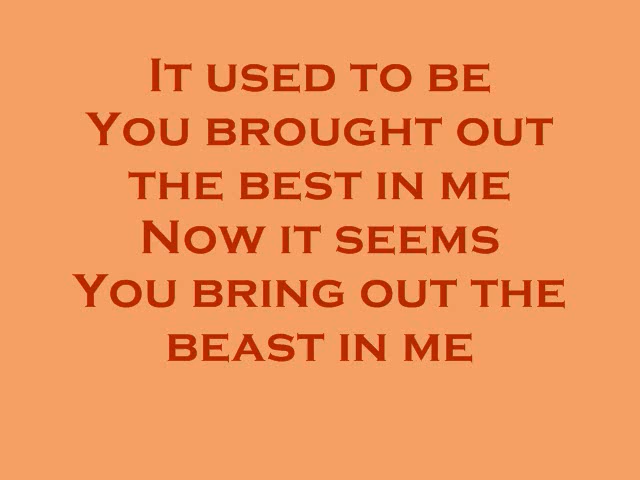 It used to be
You brought out
the best in me
Now it seems
You bring out the
beast in me